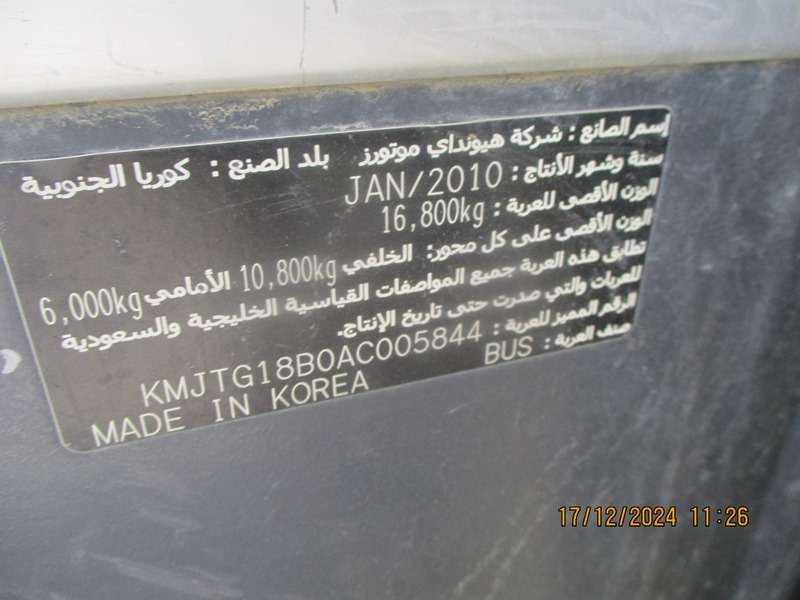 إسم الصانع : شركة هيونداي موتورز بلد الصنع : كوريا الجنوبية
سنة وشهر الأنتاج : JAN/2010
الوزن الأقصى للعربة : 16,800kg
الوزن الأقصى على كل محور: الخلفي 10,800kg الأمامي 6,000kg
تطابق هذه العربة جميع المواصفات القياسية الخليجية والسعودية
للعربات والتي صدرت حتى تاريخ الإنتاج.
الرقم المميز للعربة : KMJTG18B0AC005844
صنف العربة : BUS
MADE IN KOREA
17/12/2024 11:26